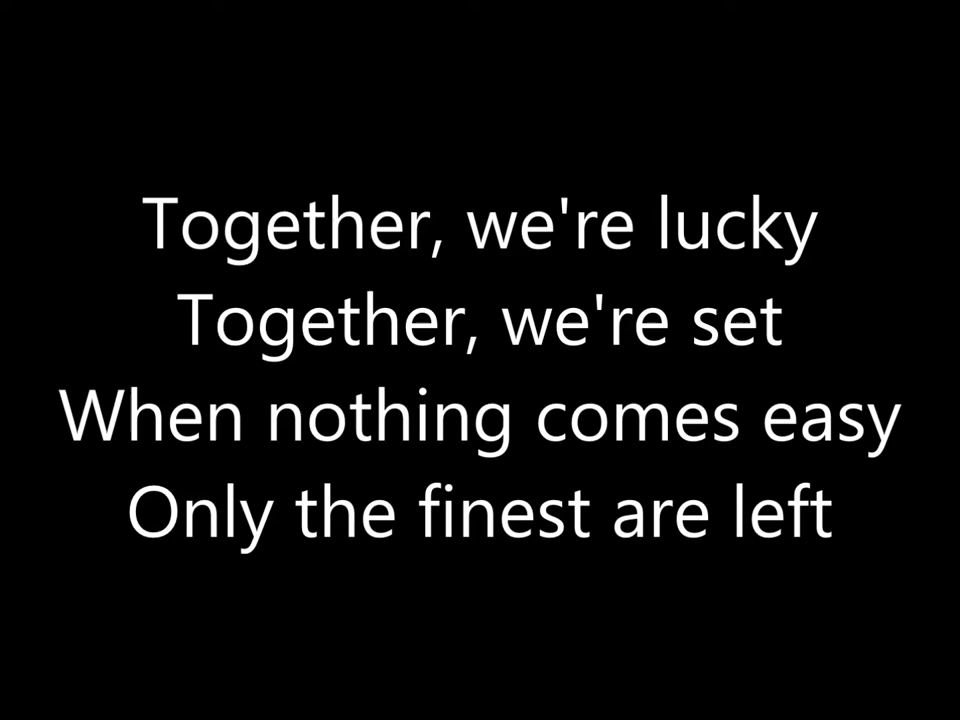 Together, we're lucky
Together, we're set
When nothing comes easy
Only the finest are left